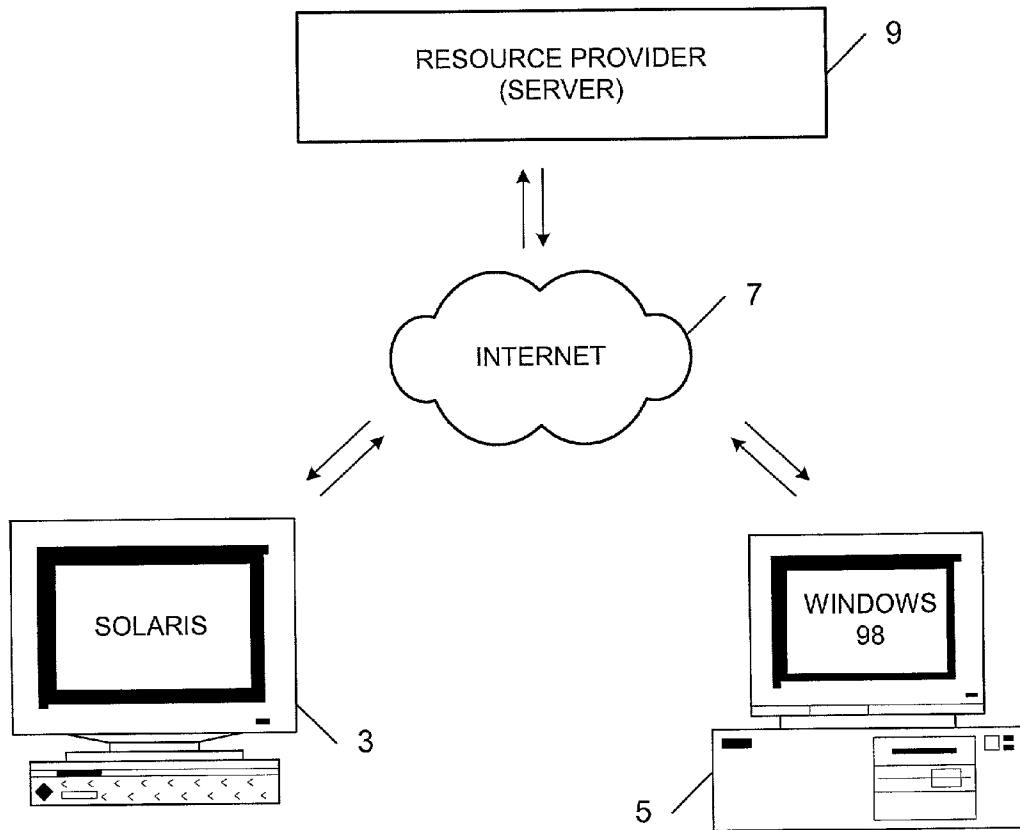 RESOURCE PROVIDER
(SERVER)
9
7
INTERNET
SOLARIS
WINDOWS
98
3
5